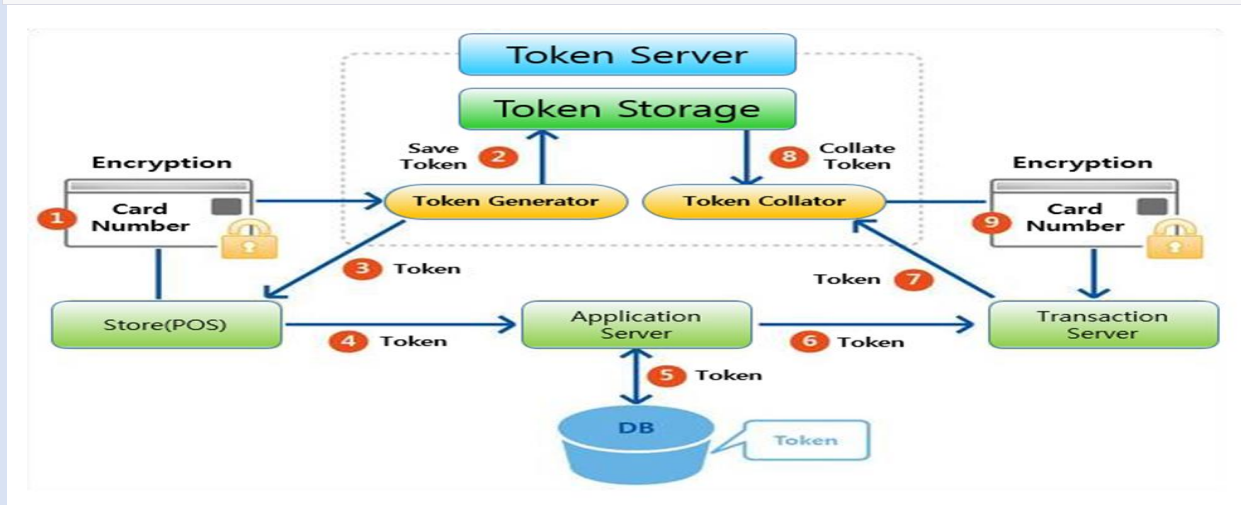 Token Server
Token Storage
Save
Token
2
8
Collate
Token
Encryption
Encryption
1
Card
Number
Token Generator
Token Collator
9
Card
Number
3
Token
Token
7
Store(POS)
Application
Server
Transaction
Server
4
Token
6
Token
5
Token
DB
Token